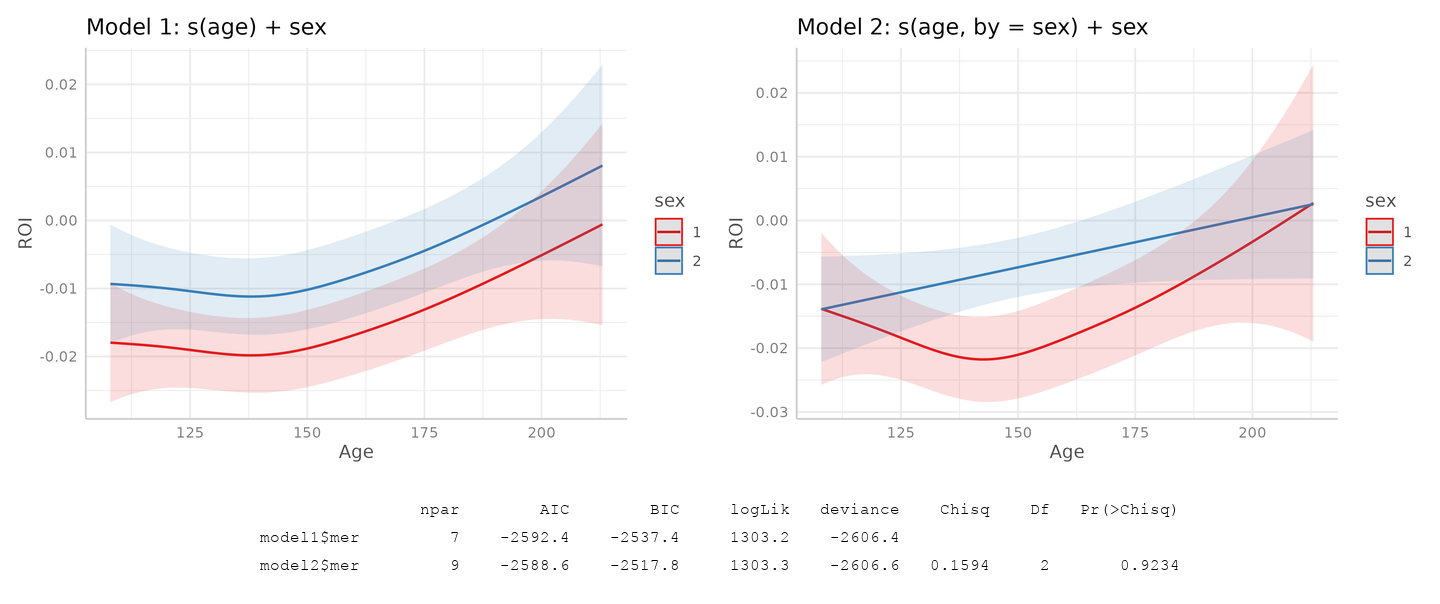 Model 1: s(age) + sex
0.02
0.01
0.00
-0.01
-0.02
ROI
125 150 175 200
Age
sex
1
2
Model 2: s(age, by = sex) + sex
0.02
0.01
0.00
-0.01
-0.02
-0.03
ROI
125 150 175 200
Age
sex
1
2
npar AIC BIC logLik deviance Chisq Df Pr(>Chisq)
model1$mer 7 -2592.4 -2537.4 1303.2 -2606.4
model2$mer 9 -2588.6 -2517.8 1303.3 -2606.6 0.1594 2 0.9234